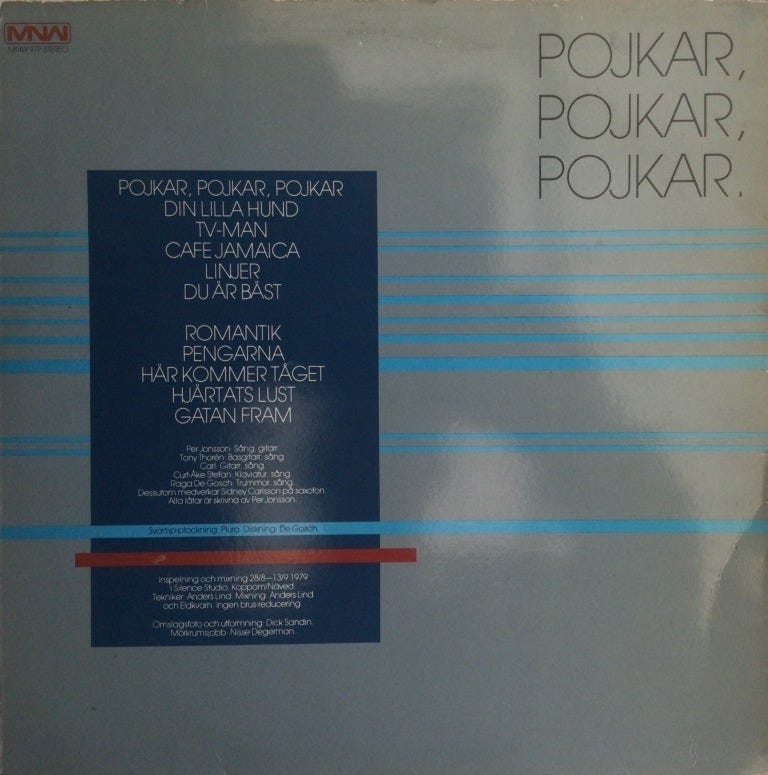 MNW
MNW 97P STEREO
POJKAR,
POJKAR,
POJKAR.
POJKAR, POJKAR, POJKAR
DIN LILLA HUND
TV-MAN
CAFE JAMAICA
LINJER
DU ÄR BÄST
ROMANTIK
PENGARNA
HÄR KOMMER TÅGET
HJÄRTATS LUST
GATAN FRAM
Per Jonsson: Sång, gitarr.
Tony Thorén: Basgitarr, sång
Carl: Gitarr, sång
Curt-Åke Stefan: Klaviatur, sång.
Raga De Gosch: Trummor, sång
Dessutom medverkar Sidney Carlsson på saxofon.
Alla låtar är skrivna av Per Jonsson.
Svamp-plockning: Pluro. Diskning: De Gosch.
Inspelning och mixning 28/8—13/9 1979
i Silence Studio, Koppom/Näved
Tekniker: Anders Lind. Mixning: Anders Lind
och Eldkvarn. Ingen brus-reducering
Omslagsfoto och utformning: Dick Sandin.
Mörkrumsjobb: Nisse Degerman.